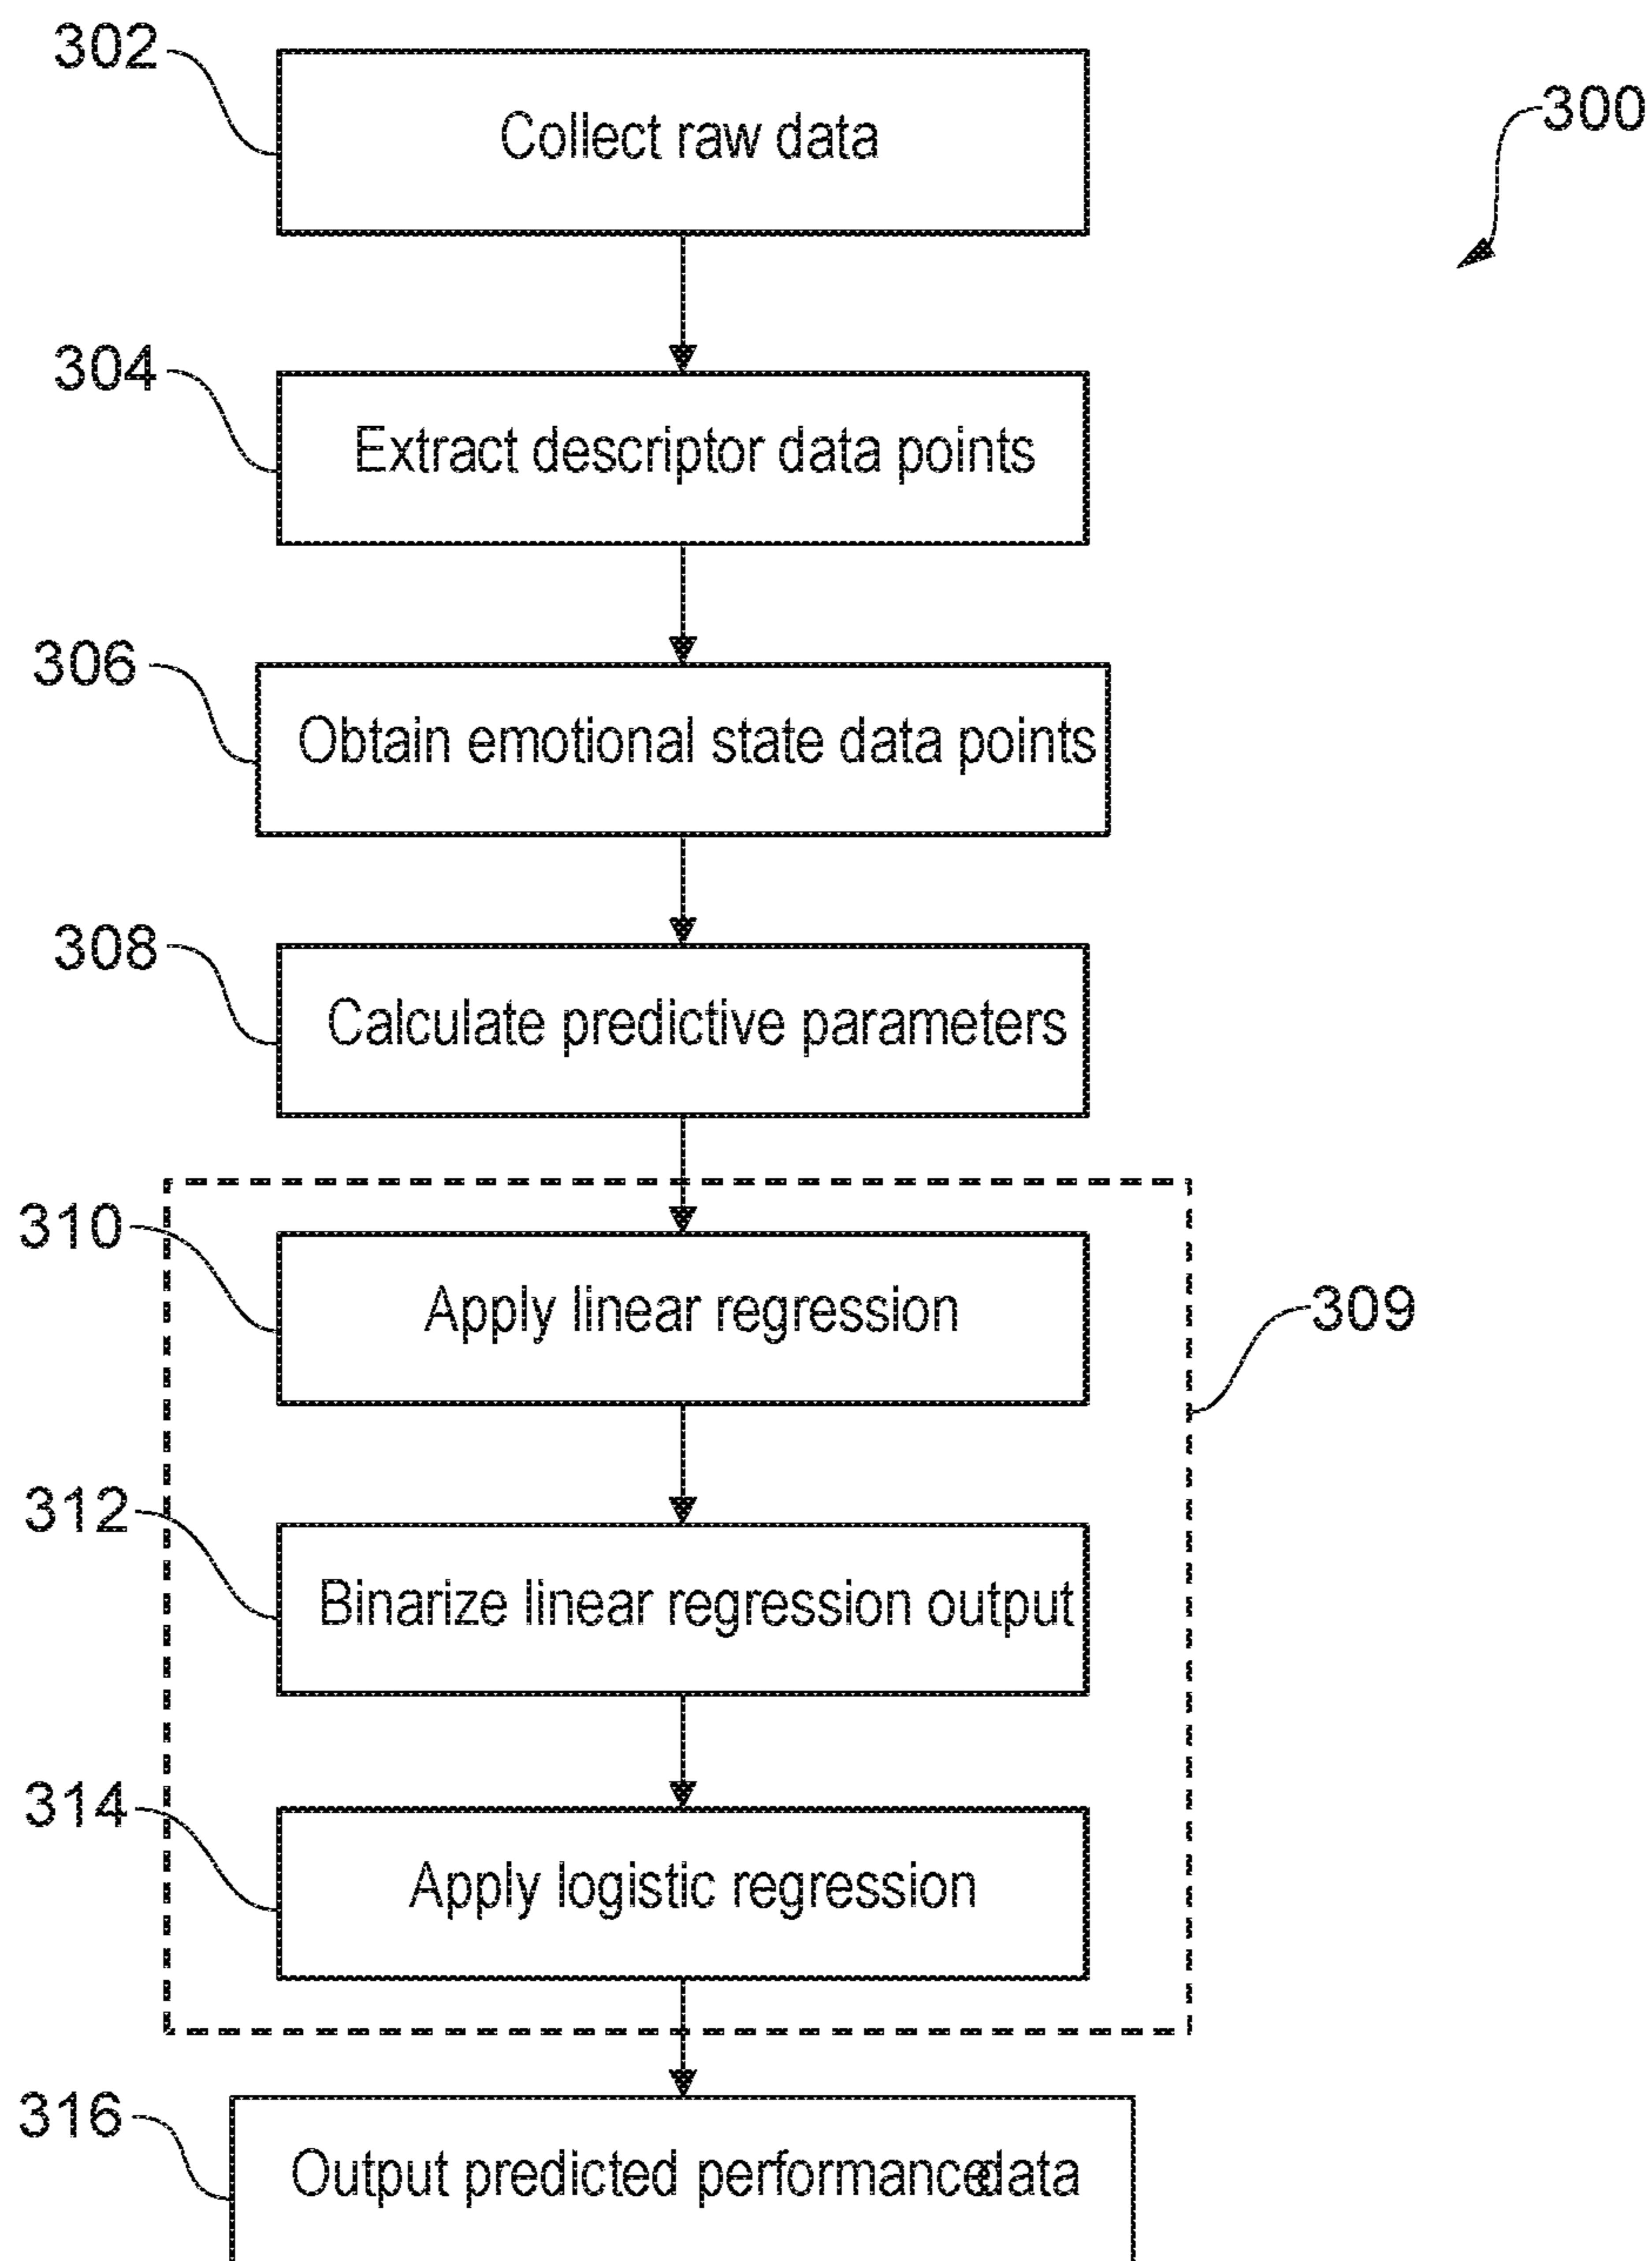 302
Collect raw data
300
304
Extract descriptor data points
306
Obtain emotional state data points
308
Calculate predictive parameters
310
Apply linear regression
309
312
Binarize linear regression output
314
Apply logistic regression
316
Output predicted performance data